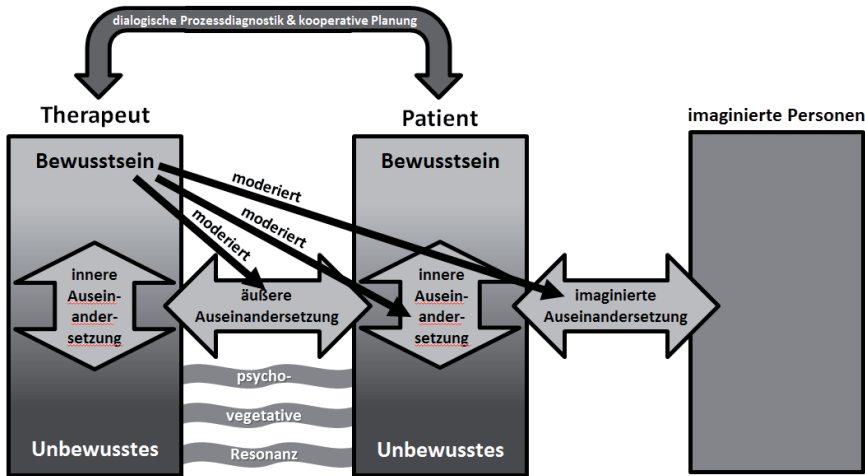 dialogische Prozessdiagnostik & kooperative Planung
Therapeut
Patient
imaginierte Personen
Bewusstsein
Bewusstsein
moderiert
moderiert
moderiert
innere
Ausein-
ander-
setzung
äußere
Auseinandersetzung
innere
Ausein-
ander-
setzung
imaginierte
Auseinandersetzung
psycho-
vegetative
Resonanz
Unbewusstes
Unbewusstes